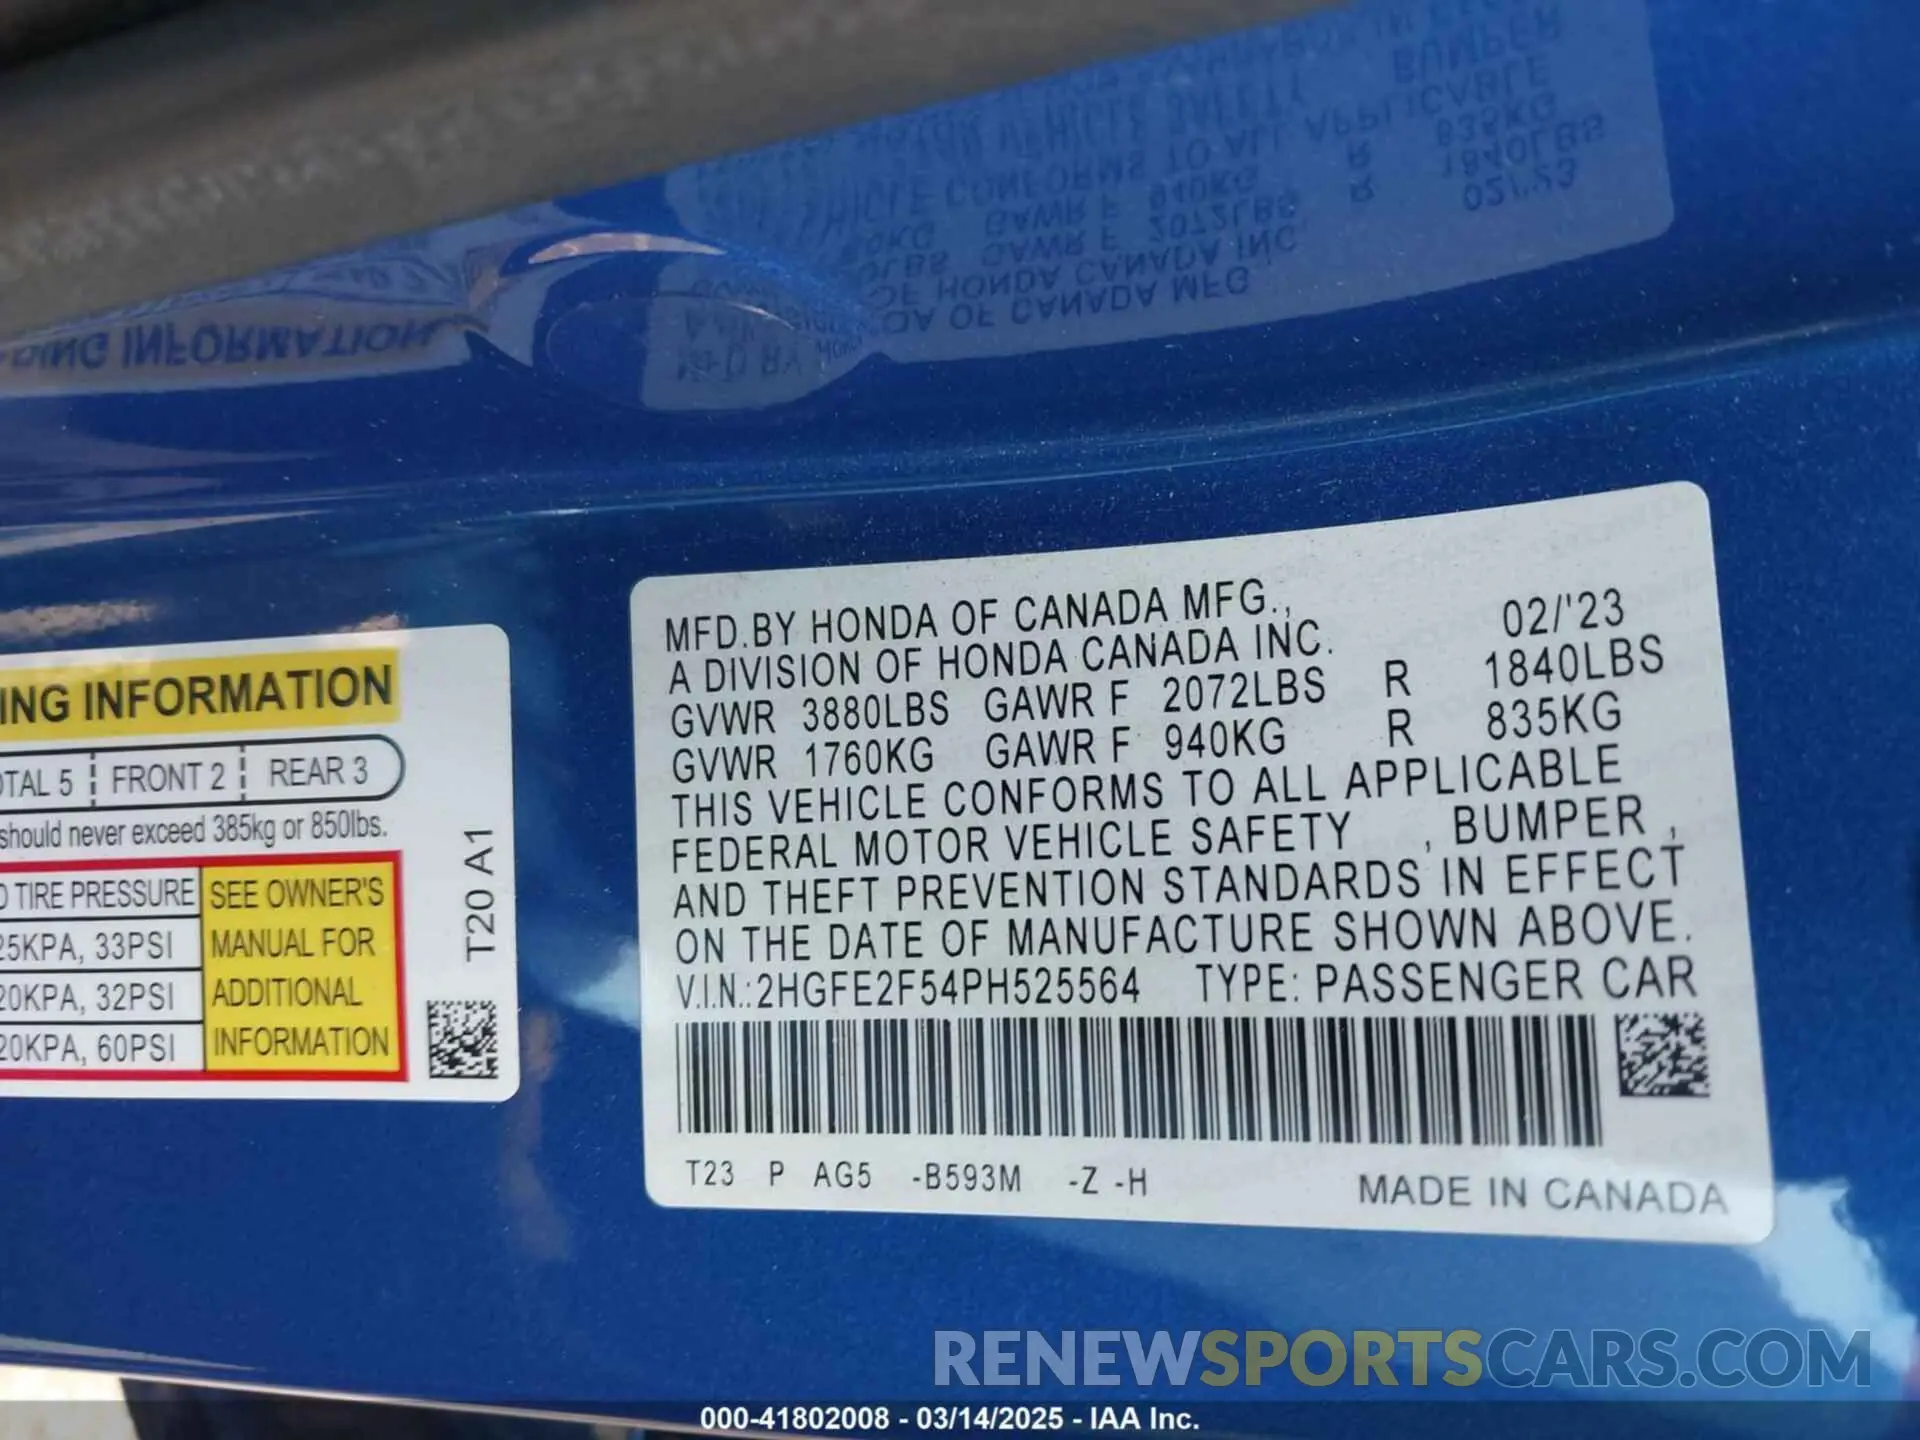 MFD.BY HONDA OF CANADA MFG.,
A DIVISION OF HONDA CANADA INC. 02/'23
GVWR 3880LBS GAWR F 2072LBS R 1840LBS
GVWR 1760KG GAWR F 940KG R 835KG
THIS VEHICLE CONFORMS TO ALL APPLICABLE
FEDERAL MOTOR VEHICLE SAFETY , BUMPER ,
AND THEFT PREVENTION STANDARDS IN EFFECT
ON THE DATE OF MANUFACTURE SHOWN ABOVE.
V.I.N.:2HGFE2F54PH525564 TYPE: PASSENGER CAR
T23 P AG5 -B593M -Z -H
MADE IN CANADA
ING INFORMATION
OTAL 5 FRONT 2 REAR 3
should never exceed 385kg or 850lbs.
D TIRE PRESSURE
25KPA, 33PSI
20KPA, 32PSI
20KPA, 60PSI
SEE OWNER'S
MANUAL FOR
ADDITIONAL
INFORMATION
T20 A1
RENEWSPORTSCARS.COM
000-41802008 - 03/14/2025 - IAA Inc.